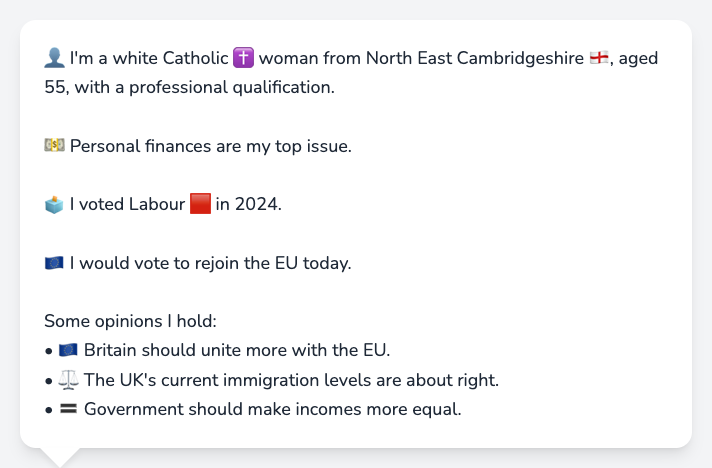 👤 I'm a white Catholic ✝️ woman from North East Cambridgeshire 🏴󠁧󠁢󠁥󠁮󠁧󠁿, aged
55, with a professional qualification.
💵 Personal finances are my top issue.
🗳️ I voted Labour 🟥 in 2024.
🇪🇺 I would vote to rejoin the EU today.
Some opinions I hold:
• 🇪🇺 Britain should unite more with the EU.
• ⚖️ The UK's current immigration levels are about right.
• 🟰 Government should make incomes more equal.